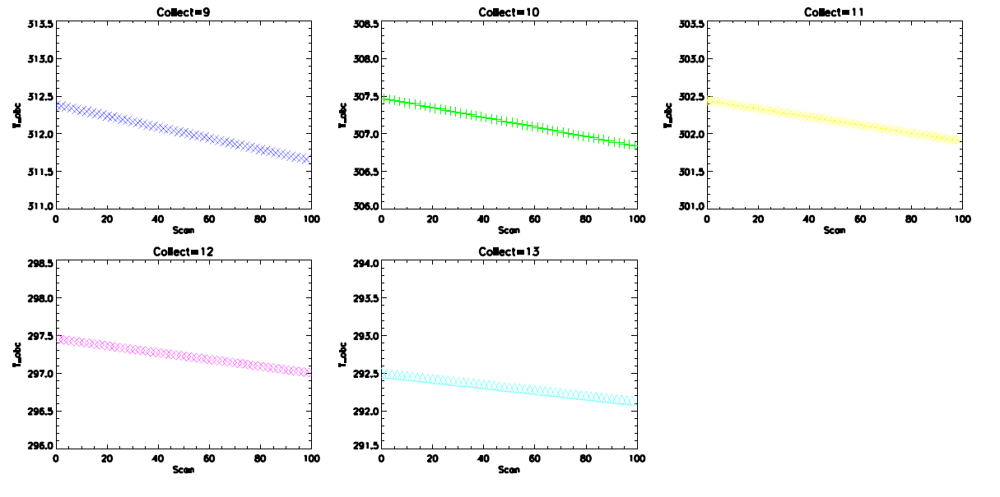 Collect=9
313.5
313.0
312.5
312.0
311.5
311.0
T_obc
0 20 40 60 80 100
Scan
Collect=10
308.5
308.0
307.5
307.0
306.5
306.0
T_obc
0 20 40 60 80 100
Scan
Collect=11
303.5
303.0
302.5
302.0
301.5
301.0
T_obc
0 20 40 60 80 100
Scan
Collect=12
298.5
298.0
297.5
297.0
296.5
296.0
T_obc
0 20 40 60 80 100
Scan
Collect=13
294.0
293.5
293.0
292.5
292.0
291.5
T_obc
0 20 40 60 80 100
Scan